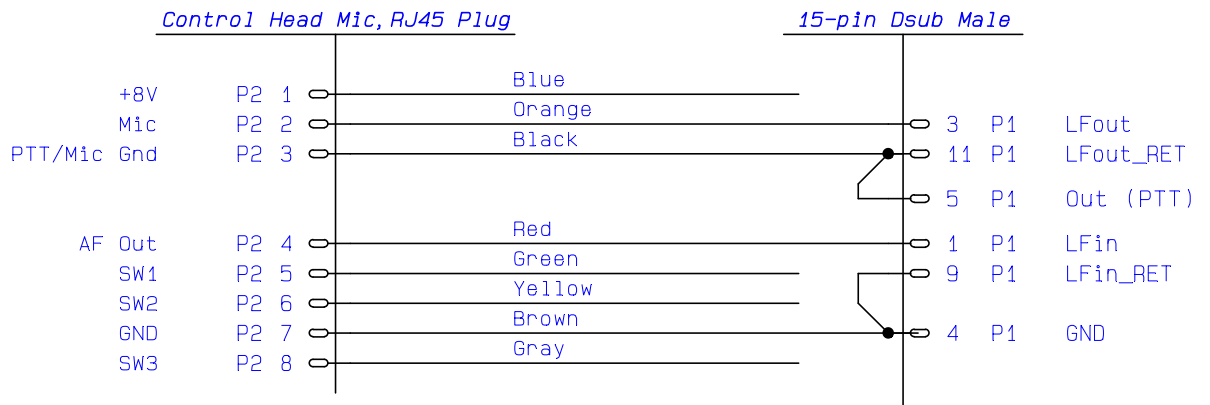 Control Head Mic, RJ45 Plug 15-pin Dsub Male
Blue
+8V P2 1
Orange
Mic P2 2 3 P1 LFout
Black
PTT/Mic Gnd P2 3 11 P1 LFout_RET
5 P1 Out (PTT)
Red
AF Out P2 4 1 P1 LFin
Green
SW1 P2 5 9 P1 LFin_RET
Yellow
SW2 P2 6
Brown
GND P2 7 4 P1 GND
Gray
SW3 P2 8